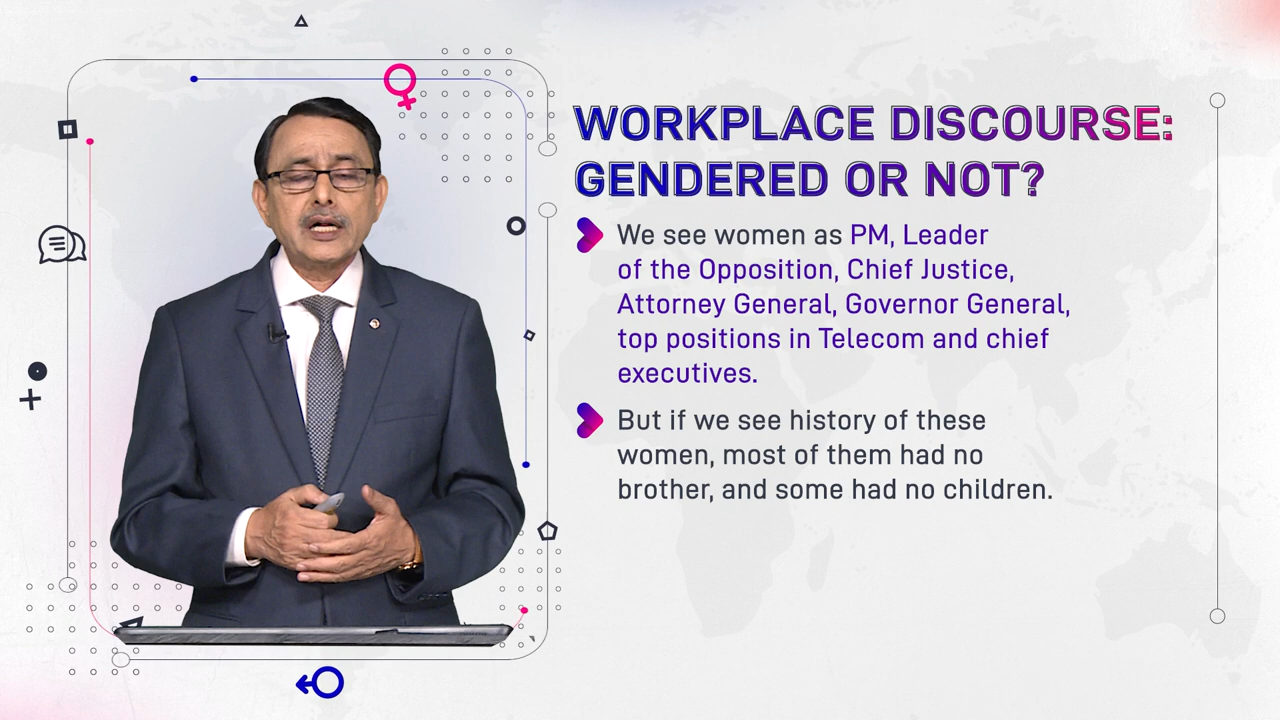 WORKPLACE DISCOURSE:
GENDERED OR NOT?
We see women as PM, Leader
of the Opposition, Chief Justice,
Attorney General, Governor General,
top positions in Telecom and chief
executives.
But if we see history of these
women, most of them had no
brother, and some had no children.